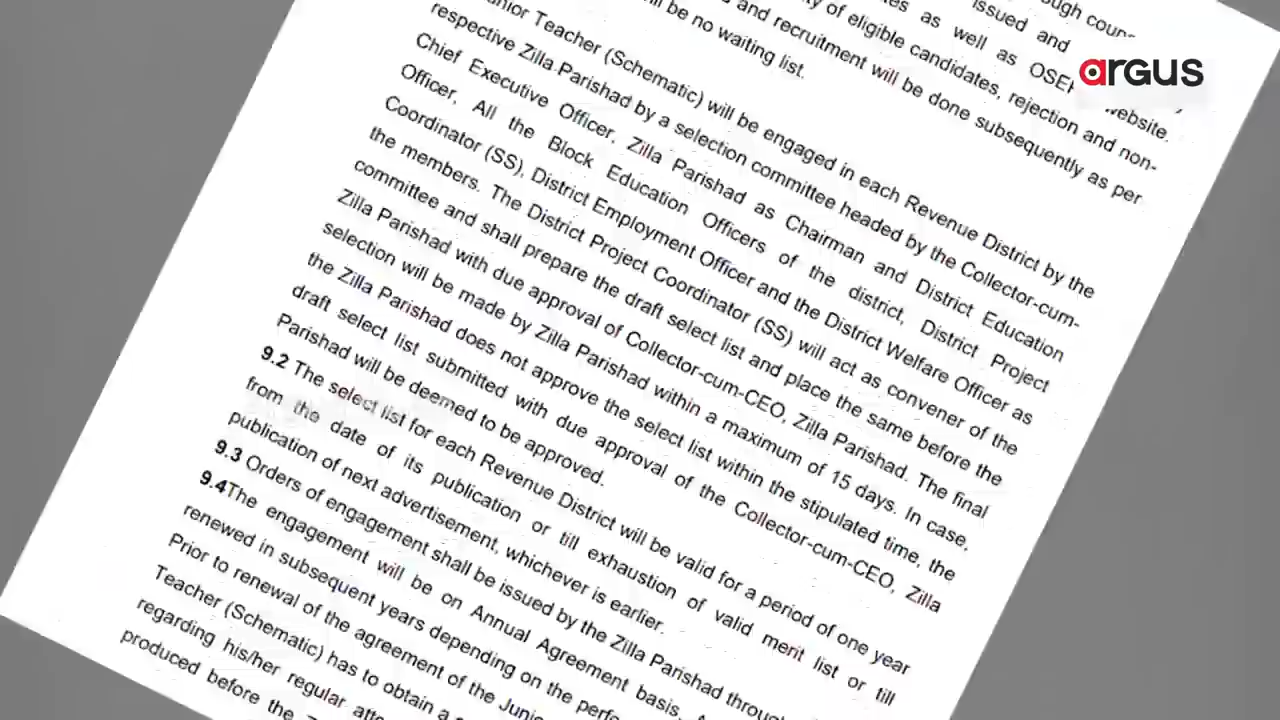 issued and
as well as website.
of eligible candidates, rejection and non-
and recruitment will be done subsequently as per
be no waiting list.
Teacher (Schematic) will be engaged in each Revenue District by the
respective Zilla Parishad by a selection committee headed by the Collector-cum-
Chief Executive Officer, Zilla Parishad as Chairman and District Education
Officer, All the Block Education Officers of the district, District Project
Coordinator (SS), District Employment Officer and the District Welfare Officer as
the members. The District Project Coordinator (SS) will act as convener of the
committee and shall prepare the draft select list and place the same before the
Zilla Parishad with due approval of Collector-cum-CEO, Zilla Parishad. The final
selection will be made by Zilla Parishad within a maximum of 15 days. In case,
the Zilla Parishad does not approve the select list within the stipulated time, the
draft select list submitted with due approval of the Collector-cum-CEO, Zilla
Parishad will be deemed to be approved.
9.2 The select list for each Revenue District will be valid for a period of one year
from the date of its publication or till exhaustion of valid merit list or till
publication of next advertisement, whichever is earlier.
9.3 Orders of engagement shall be issued by the Zilla Parishad through
9.4The engagement will be on Annual Agreement basis.
renewed in subsequent years depending on the
Prior to renewal of the agreement of the
Teacher (Schematic) has to obtain a
regarding his/her regular
produced before the
argus